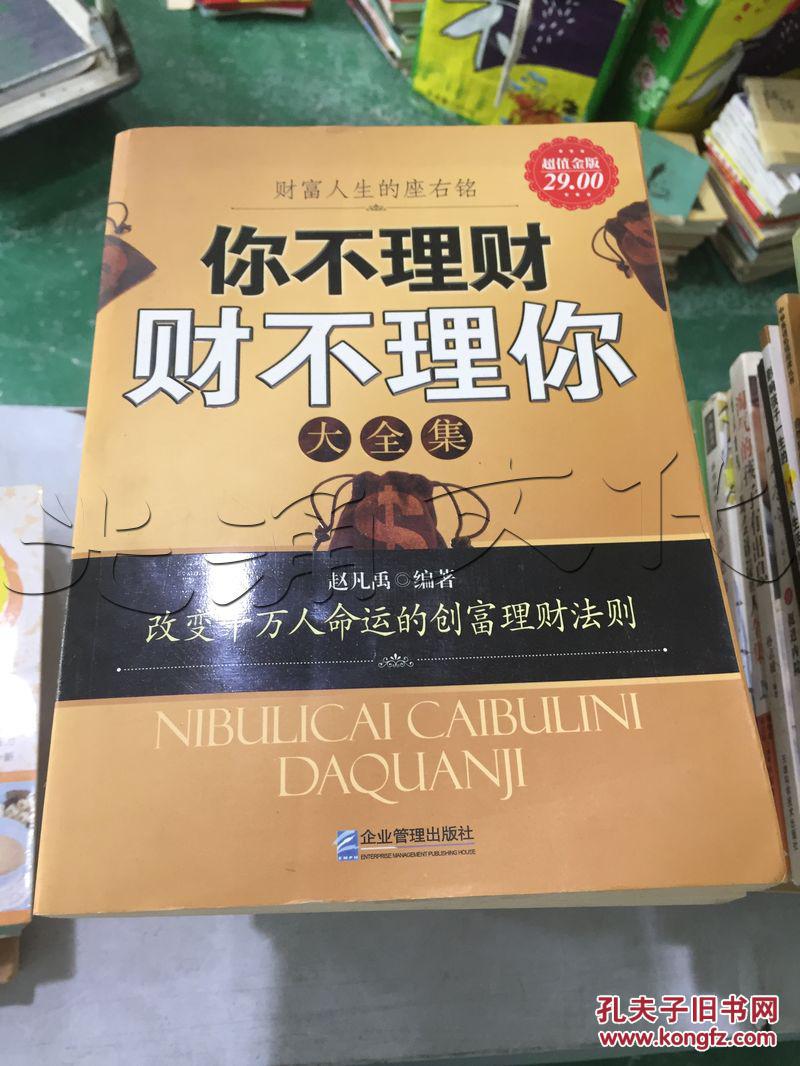 超值金版
29.00
财富人生的座右铭
你不理财
财不理你
大全集
赵凡禹◎编著
改变千万人命运的创富理财法则
NIBULICAI CAIBULINI
DAQUANJI
EMPH
企业管理出版社
ENTERPRISE MANAGEMENT PUBLISHING HOUSE
孔夫子旧书网
www.kongfz.com